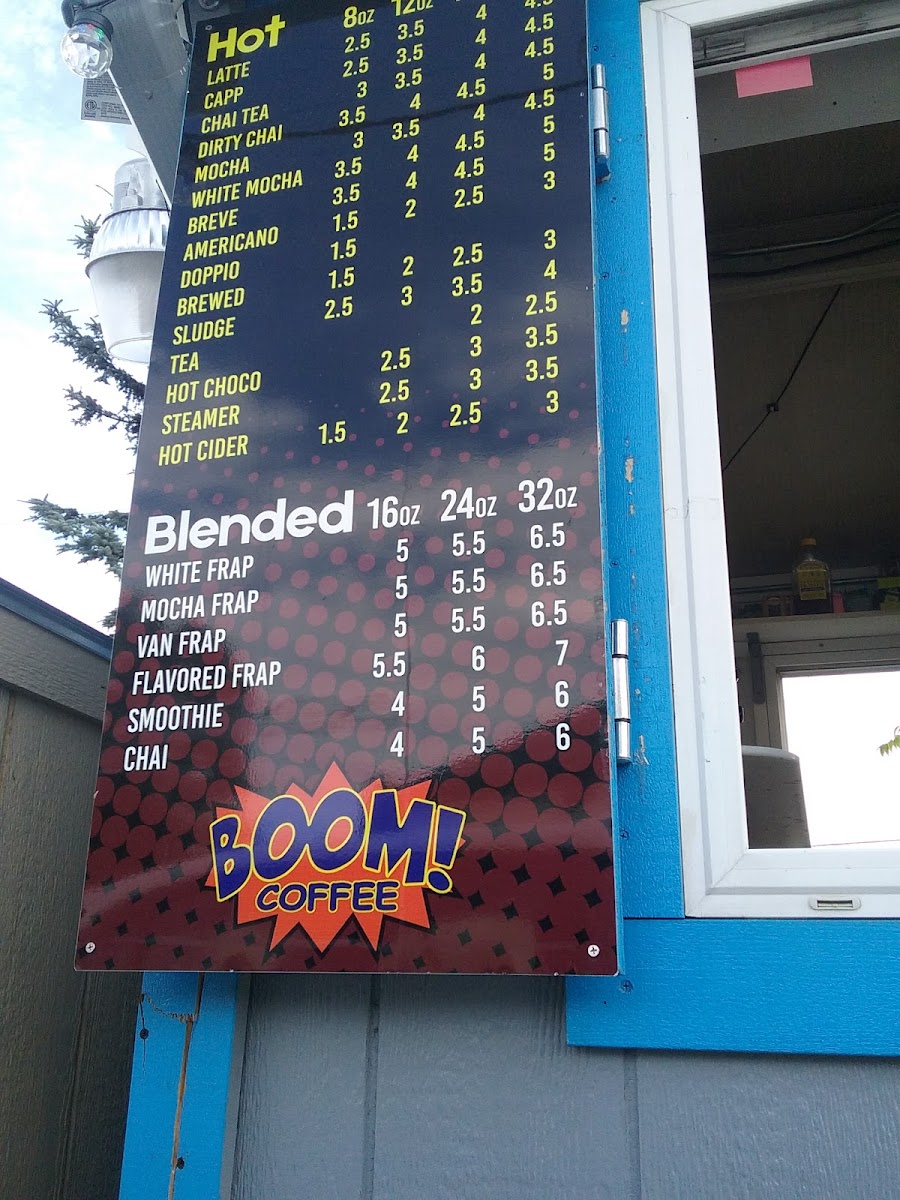 Hot 8oz 12oz
LATTE 2.5 3.5 4 4.5
CAPP 2.5 3.5 4 4.5
CHAI TEA 3 3.5 4 4.5
DIRTY CHAI 3.5 4 4.5 5
MOCHA 3 3.5 4 4.5
WHITE MOCHA 3.5 4 4.5 5
BREVE 3.5 4 4.5 5
AMERICANO 1.5 2 2.5 3
DOPPIO 1.5
BREWED 1.5 2 2.5 3
SLUDGE 2.5 3 3.5 4
TEA 2 2.5
HOT CHOCO 2.5 3 3.5
STEAMER 2.5 3 3.5
HOT CIDER 1.5 2 2.5 3
Blended 16oz 24oz 32oz
WHITE FRAP 5 5.5 6.5
MOCHA FRAP 5 5.5 6.5
VAN FRAP 5 5.5 6.5
FLAVORED FRAP 5.5 6 7
SMOOTHIE 4 5 6
CHAI 4 5 6
BOOM!
COFFEE